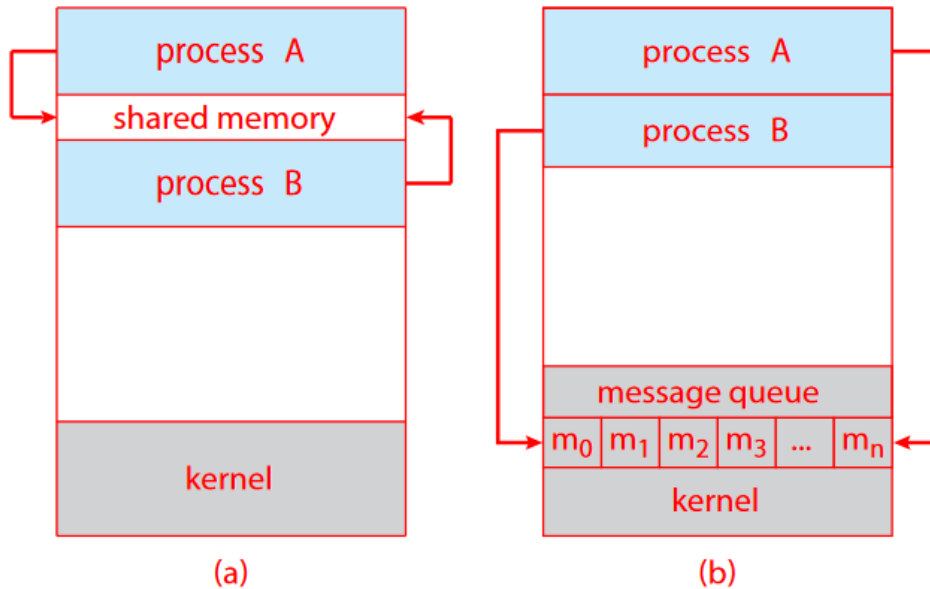 process A
shared memory
process B
kernel
(a)
process A
process B
message queue
m0 m1 m2 m3 ... mn
kernel
(b)